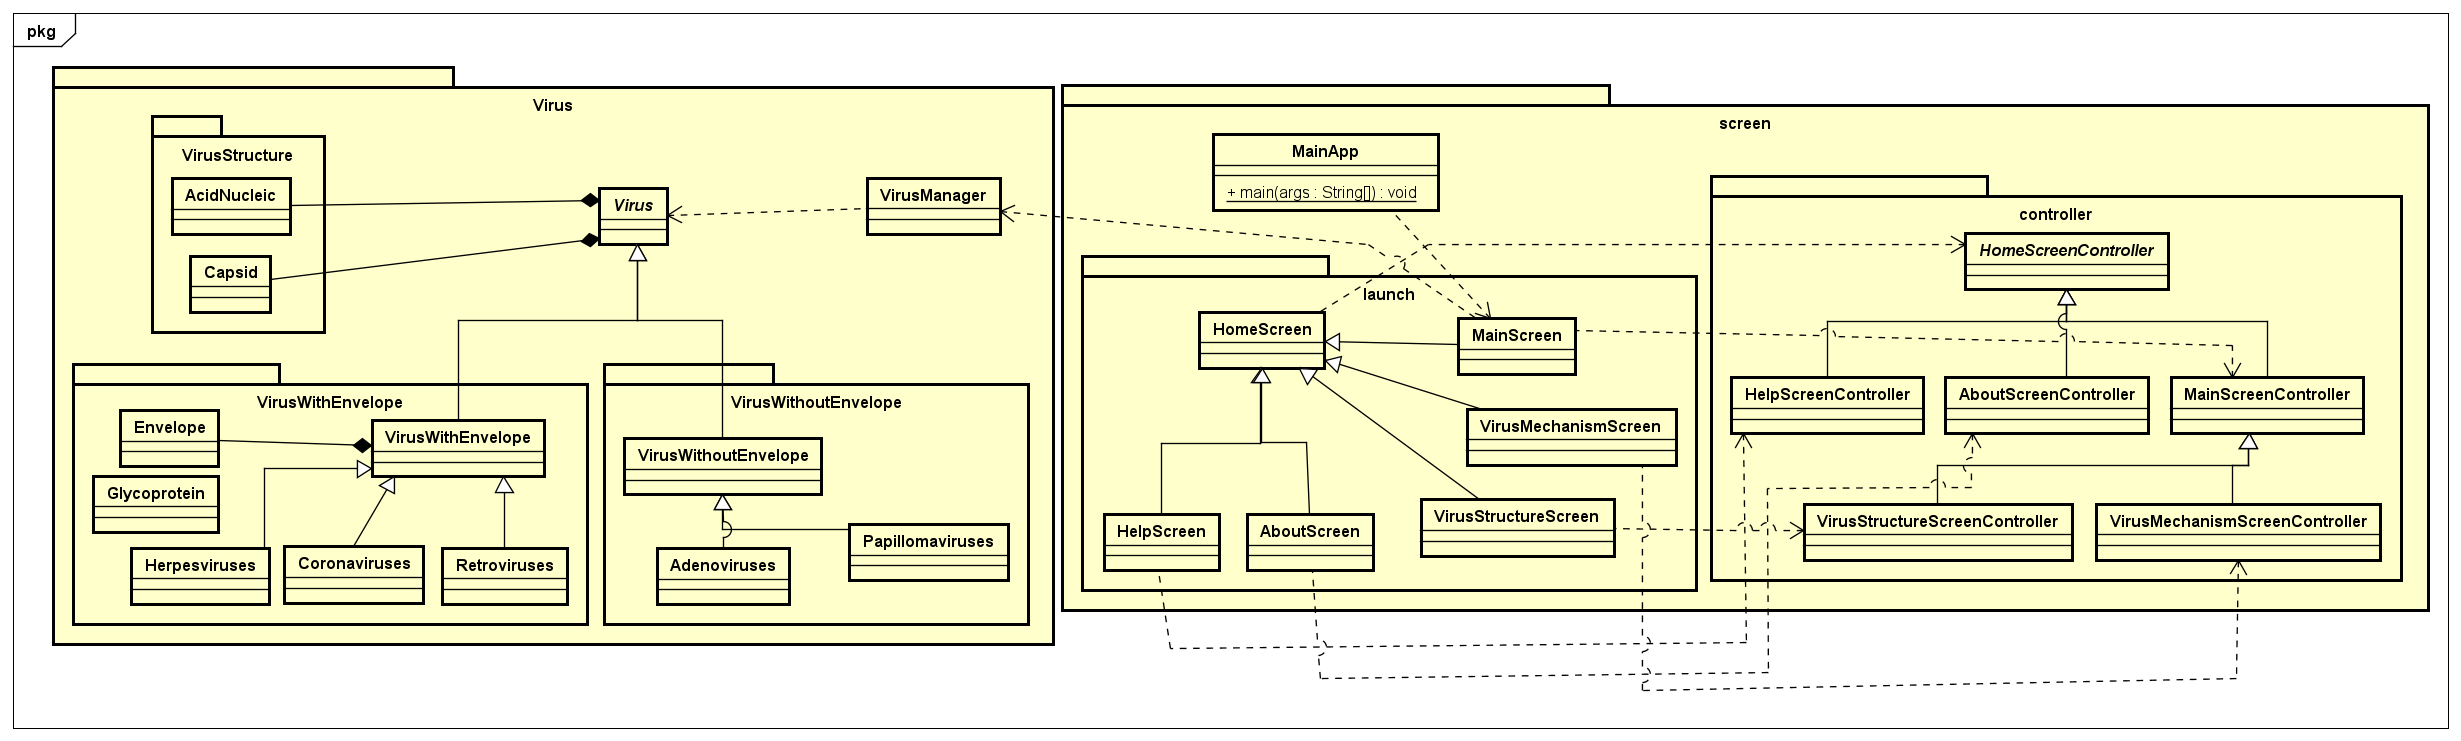 pkg
Virus
VirusStructure
AcidNucleic
Capsid
Virus
VirusManager
VirusWithEnvelope
Envelope
VirusWithEnvelope
Glycoprotein
Herpesviruses
Coronaviruses
Retroviruses
VirusWithoutEnvelope
VirusWithoutEnvelope
Adenoviruses
Papillomaviruses
screen
MainApp
+ main(args : String[]) : void
launch
HomeScreen
MainScreen
VirusMechanismScreen
VirusStructureScreen
HelpScreen
AboutScreen
controller
HomeScreenController
HelpScreenController
AboutScreenController
MainScreenController
VirusStructureScreenController
VirusMechanismScreenController